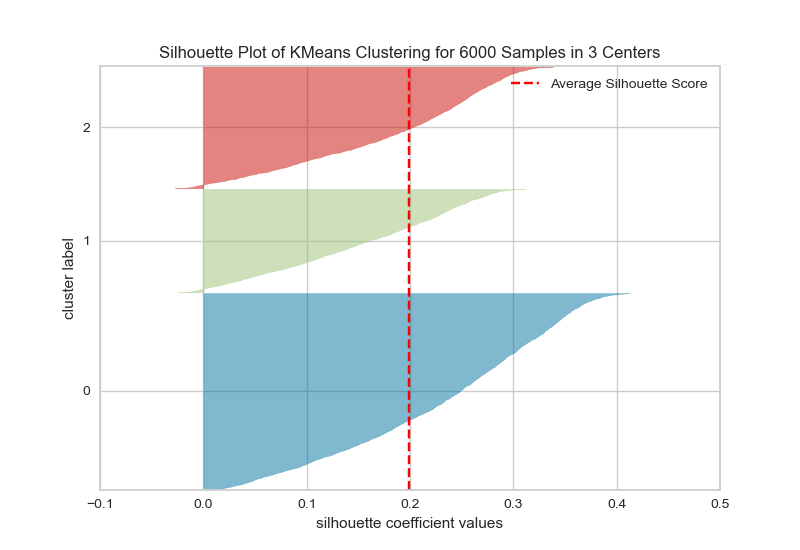 Silhouette Plot of KMeans Clustering for 6000 Samples in 3 Centers
Average Silhouette Score
2
1
0
cluster label
−0.1 0.0 0.1 0.2 0.3 0.4 0.5
silhouette coefficient values